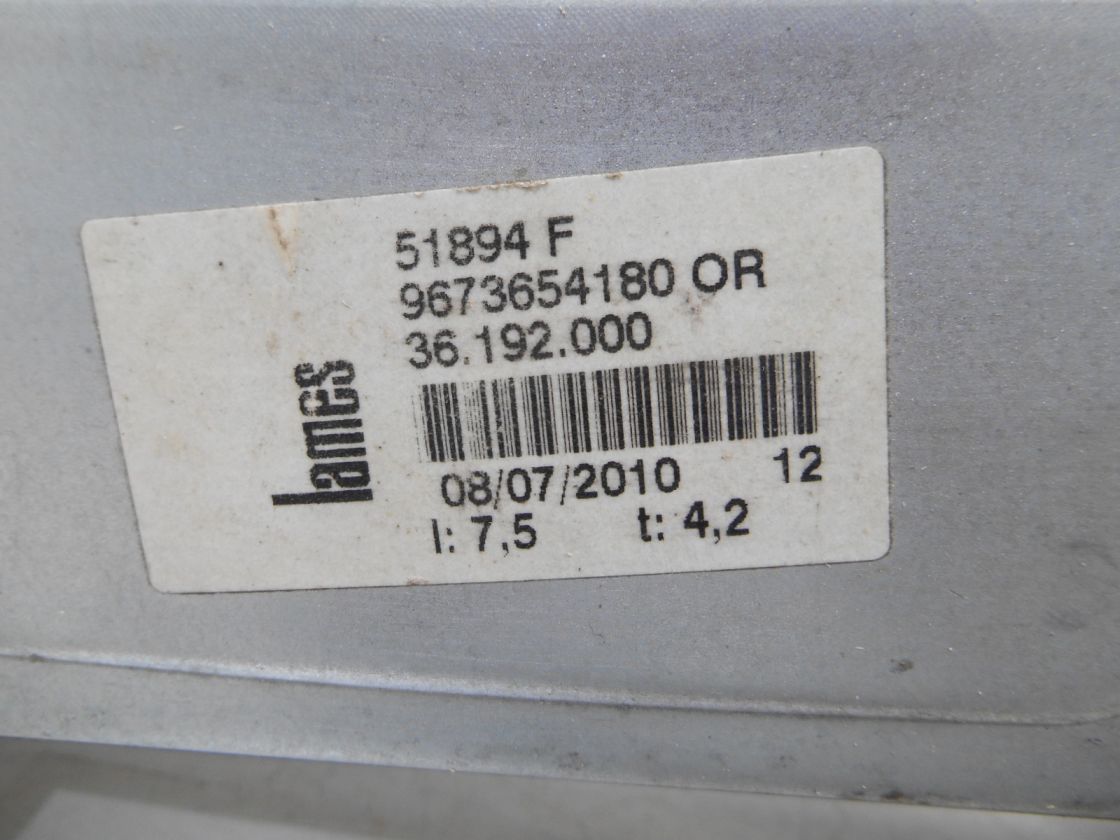 51894 F
9673654180 OR
36.192.000
lames
08/07/2010 12
l: 7,5 t: 4,2